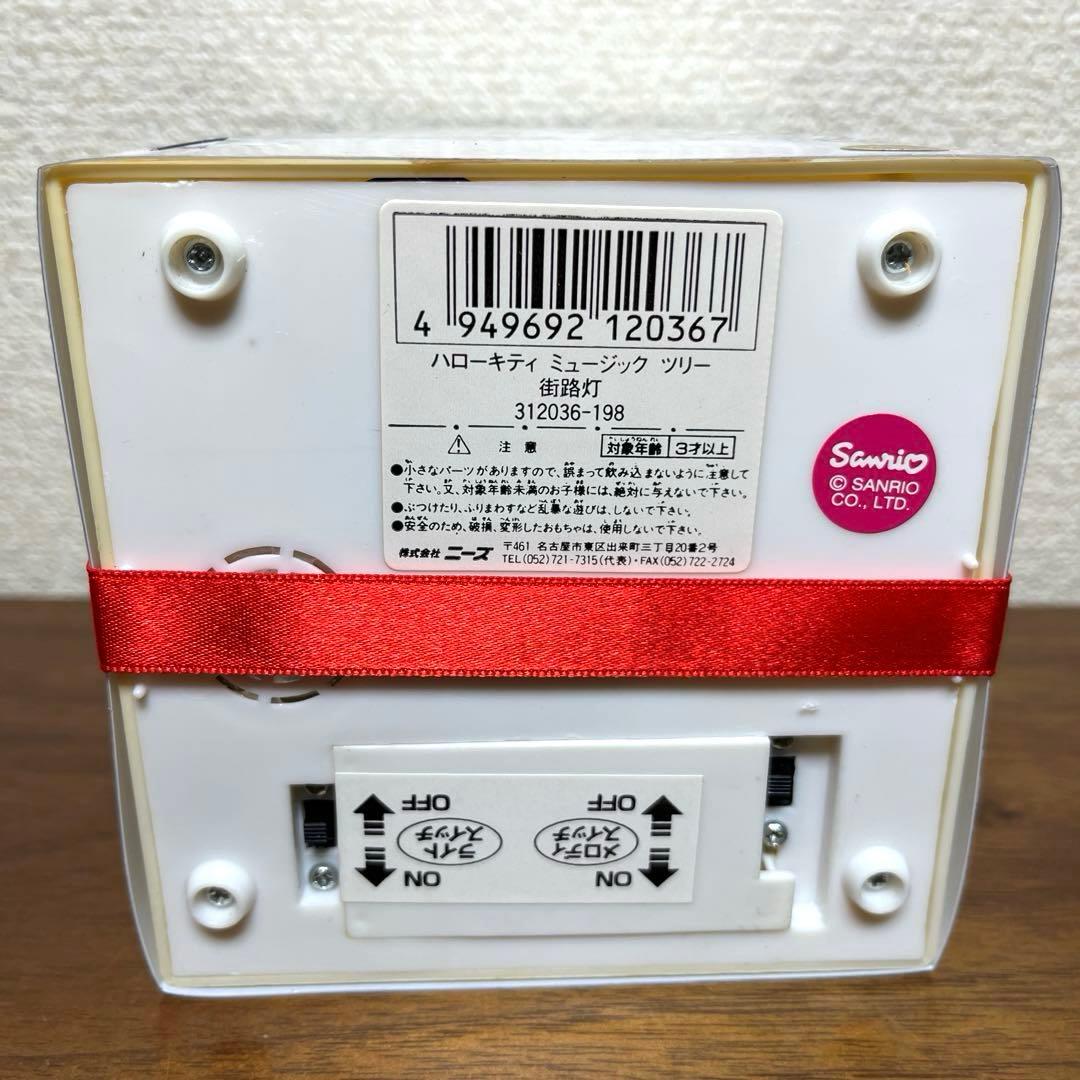 4 949692 120367
ハローキティ ミュージック ツリー
街路灯
312036-198
注意 対象年齢 3才以上
●小さなパーツがありますので、誤まって飲み込まないように注意して
下さい。又、対象年齢未満のお子様には、絶対に与えないで下さい。
●ぶつけたり、ふりまわすなど乱暴な遊びは、しないで下さい。
●安全のため、破損、変形したおもちゃは、使用しないで下さい。
株式会社 ニーズ 〒461 名古屋市東区出来町三丁目20番2号
TEL(052)721-7315(代表)・FAX(052)722-2724
Sanrio
© SANRIO
CO., LTD.
OFF OFF
ライト
スイッチ
メロディ
スイッチ
ON ON